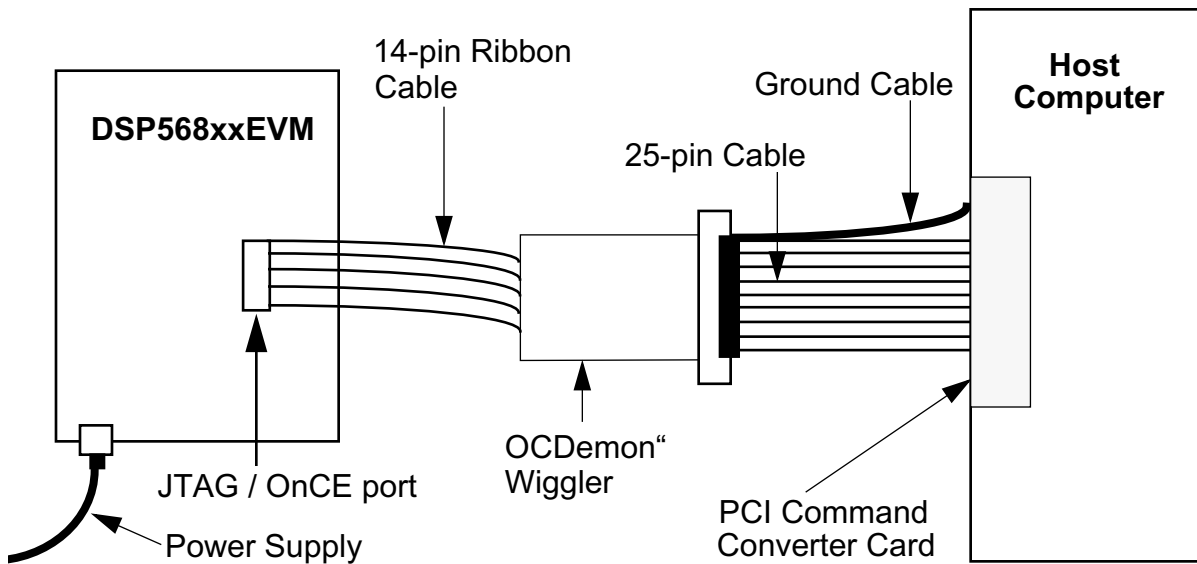 14-pin Ribbon
Cable
Host
Computer
Ground Cable
DSP568xxEVM
25-pin Cable
OCDemon“
Wiggler
JTAG / OnCE port
PCI Command
Converter Card
Power Supply